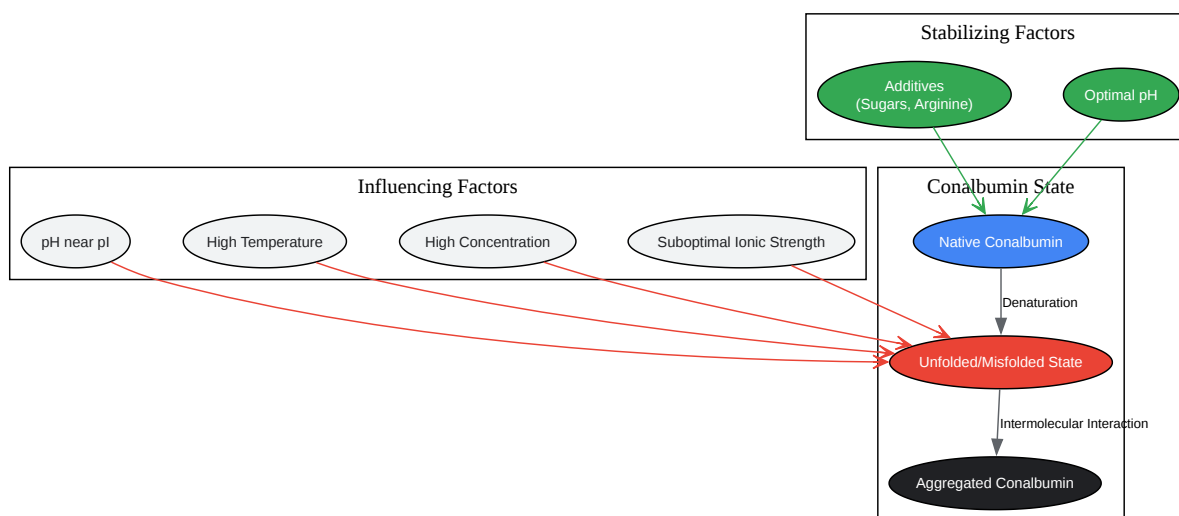 Stabilizing Factors
Additives
(Sugars, Arginine)
Optimal pH
Influencing Factors
pH near pI
High Temperature
High Concentration
Suboptimal Ionic Strength
Conalbumin State
Native Conalbumin
Denaturation
Unfolded/Misfolded State
Intermolecular Interaction
Aggregated Conalbumin